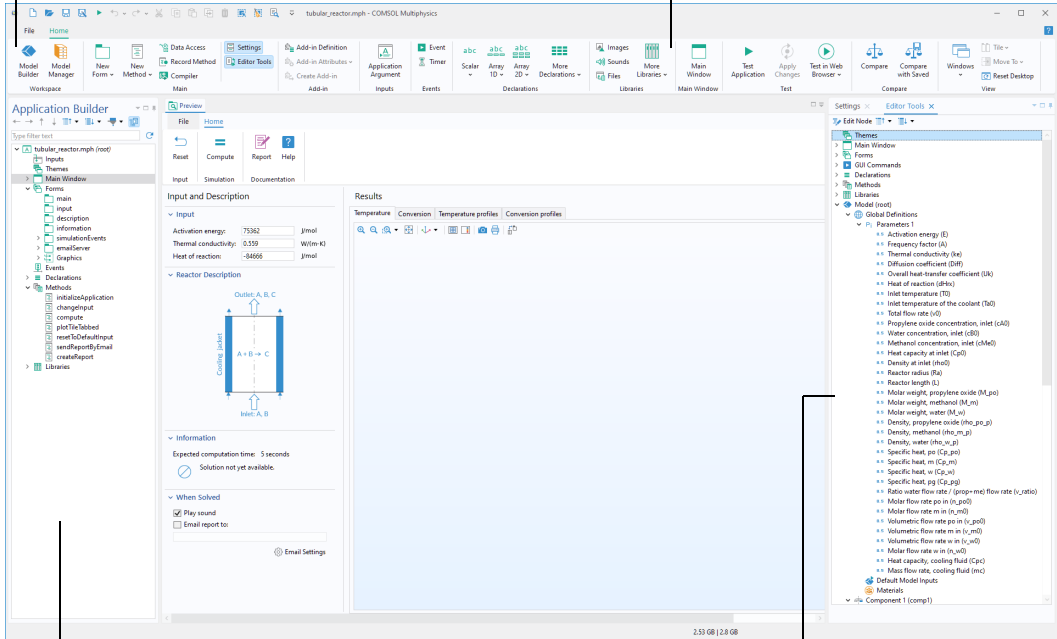 tubular_reactor.mph - COMSOL Multiphysics
File Home
Model Builder
Model Manager
Workspace
New Form
New Method
Data Access
Record Method
Compiler
Settings
Editor Tools
Main
Add-in Definition
Add-in Attributes
Create Add-in
Add-in
Application Argument
Inputs
Event
Timer
Events
abc Scalar
abc Array 1D
abc Array 2D
More Declarations
Declarations
Images
Sounds
Files
More Libraries
Libraries
Main Window
Main Window
Test Application
Apply Changes
Test in Web Browser
Test
Compare
Compare with Saved
Compare
Windows
Tile
Move To
Reset Desktop
View
Application Builder
Type filter text
tubular_reactor.mph (root)
Inputs
Themes
Main Window
Forms
main
input
description
information
simulationEvents
emailServer
Graphics
Events
Declarations
Methods
initializeApplication
changeInput
compute
plotTileTabbed
resetToDefaultInput
sendReportByEmail
createReport
Libraries
Preview
File Home
Reset
Compute
Report
Help
Input Simulation Documentation
Input and Description
Input
Activation energy: 75362 J/mol
Thermal conductivity: 0.559 W/(m·K)
Heat of reaction: -84666 J/mol
Reactor Description
Outlet: A, B, C
Cooling jacket
A + B → C
Inlet: A, B
Information
Expected computation time: 5 seconds
Solution not yet available.
When Solved
Play sound
Email report to:
Email Settings
Results
Temperature Conversion Temperature profiles Conversion profiles
Settings Editor Tools
Edit Node
Themes
Main Window
Forms
GUI Commands
Declarations
Methods
Libraries
Model (root)
Global Definitions
Pi Parameters 1
Activation energy (E)
Frequency factor (A)
Thermal conductivity (ke)
Diffusion coefficient (Diff)
Overall heat-transfer coefficient (Uk)
Heat of reaction (dHrx)
Inlet temperature (T0)
Inlet temperature of the coolant (Ta0)
Total flow rate (v0)
Propylene oxide concentration, inlet (cA0)
Water concentration, inlet (cB0)
Methanol concentration, inlet (cMe0)
Heat capacity at inlet (Cp0)
Density at inlet (rho0)
Reactor radius (Ra)
Reactor length (L)
Molar weight, propylene oxide (M_po)
Molar weight, methanol (M_m)
Molar weight, water (M_w)
Density, propylene oxide (rho_po_p)
Density, methanol (rho_m_p)
Density, water (rho_w_p)
Specific heat, po (Cp_po)
Specific heat, m (Cp_m)
Specific heat, w (Cp_w)
Specific heat, pg (Cp_pg)
Ratio water flow rate / (prop+me) flow rate (v_ratio)
Molar flow rate po in (n_po0)
Molar flow rate m in (n_m0)
Volumetric flow rate po in (v_po0)
Volumetric flow rate m in (v_m0)
Volumetric flow rate w in (v_w0)
Molar flow rate w in (n_w0)
Heat capacity, cooling fluid (Cpc)
Mass flow rate, cooling fluid (mc)
Default Model Inputs
Materials
Component 1 (comp1)
2.53 GB | 2.8 GB